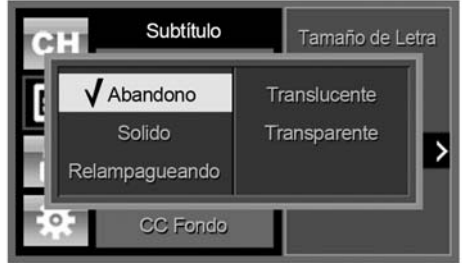 CH
Subtítulo
Tamaño de Letra
√ Abandono
Translucente
Solido
Transparente
Relampagueando
CC Fondo